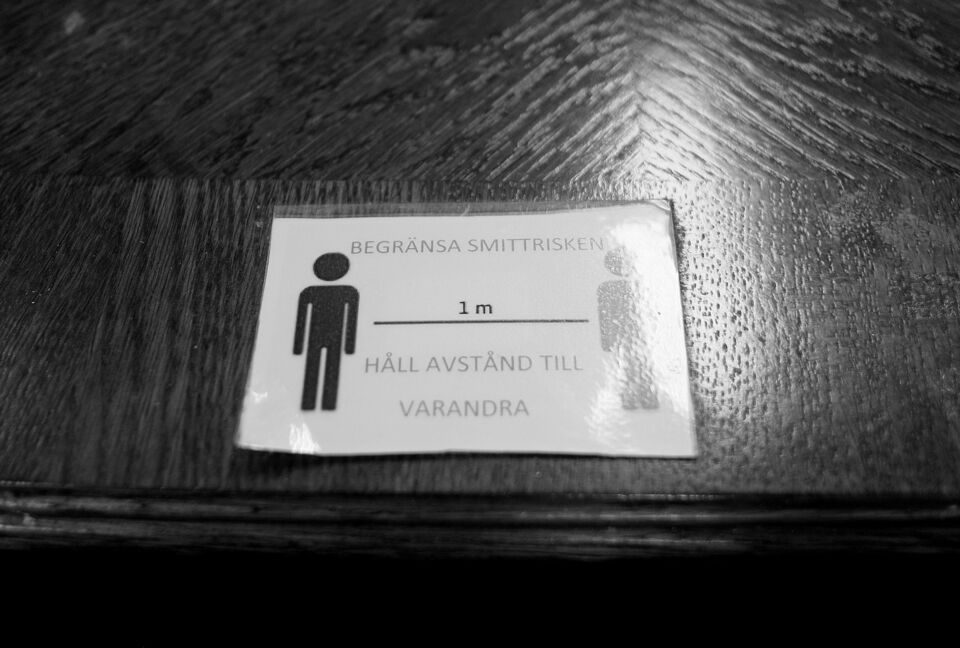 BEGRÄNSA SMITTRISKEN
1 m
HÅLL AVSTÅND TILL
VARANDRA